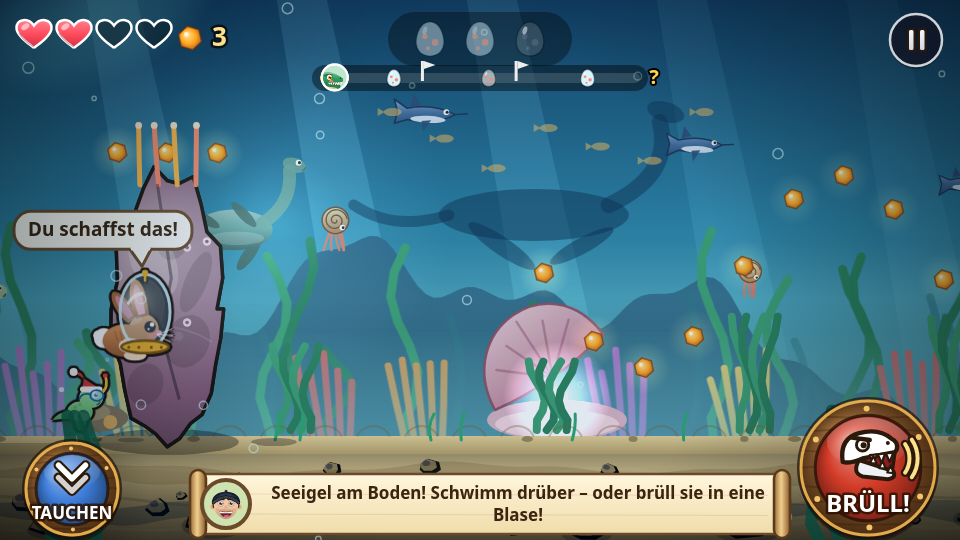 3
?
Du schaffst das!
TAUCHEN
Seeigel am Boden! Schwimm drüber – oder brüll sie in eine
Blase!
BRÜLL!